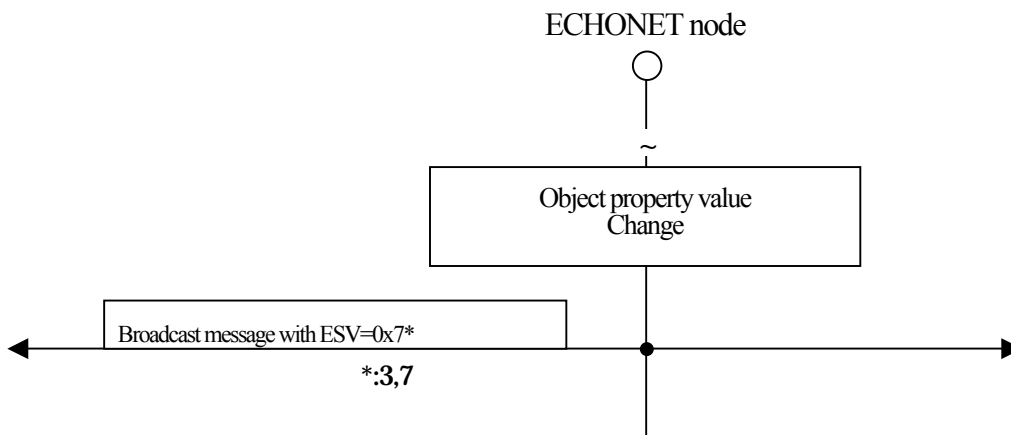 ECHONET node
~
Object property value
Change
Broadcast message with ESV=0x7*
*:3,7